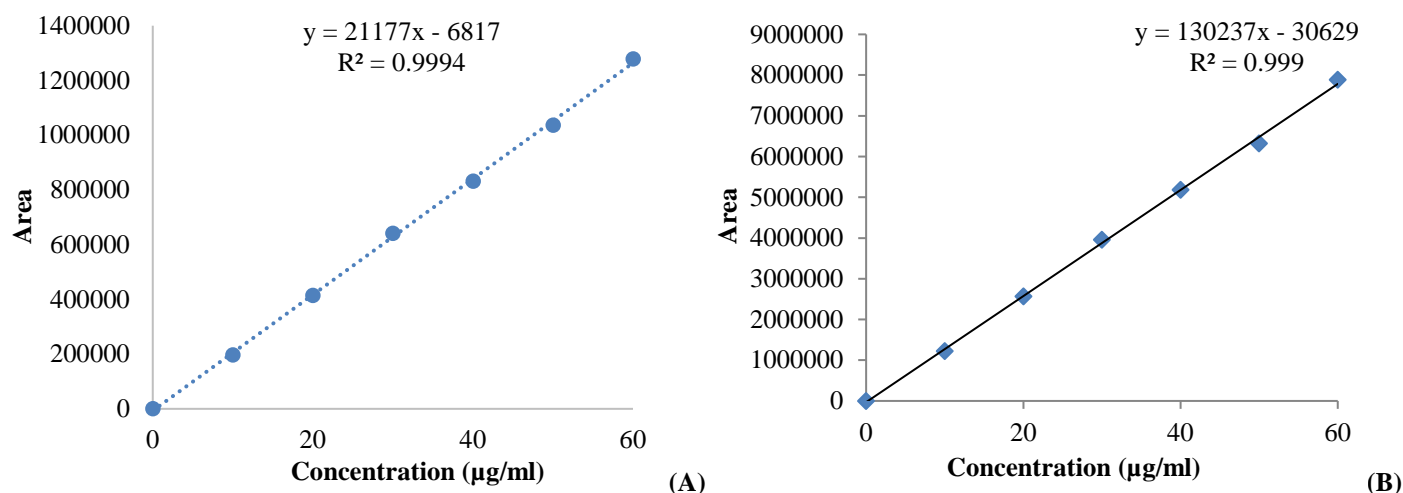 y = 21177x - 6817
R² = 0.9994
1400000
1200000
1000000
800000
600000
400000
200000
0
Area
0
20
40
60
Concentration (µg/ml)
(A)
y = 130237x - 30629
R² = 0.999
9000000
8000000
7000000
6000000
5000000
4000000
3000000
2000000
1000000
0
Area
0
20
40
60
Concentration (µg/ml)
(B)